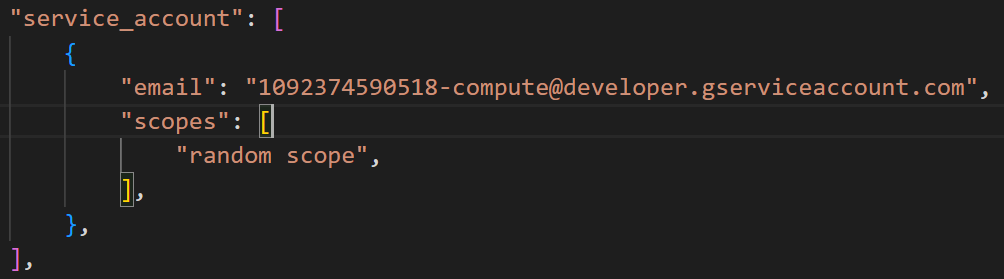 "service_account": [
    {
        "email": "1092374590518-compute@developer.gserviceaccount.com",
        "scopes": [
            "random scope",
        ],
    },
],